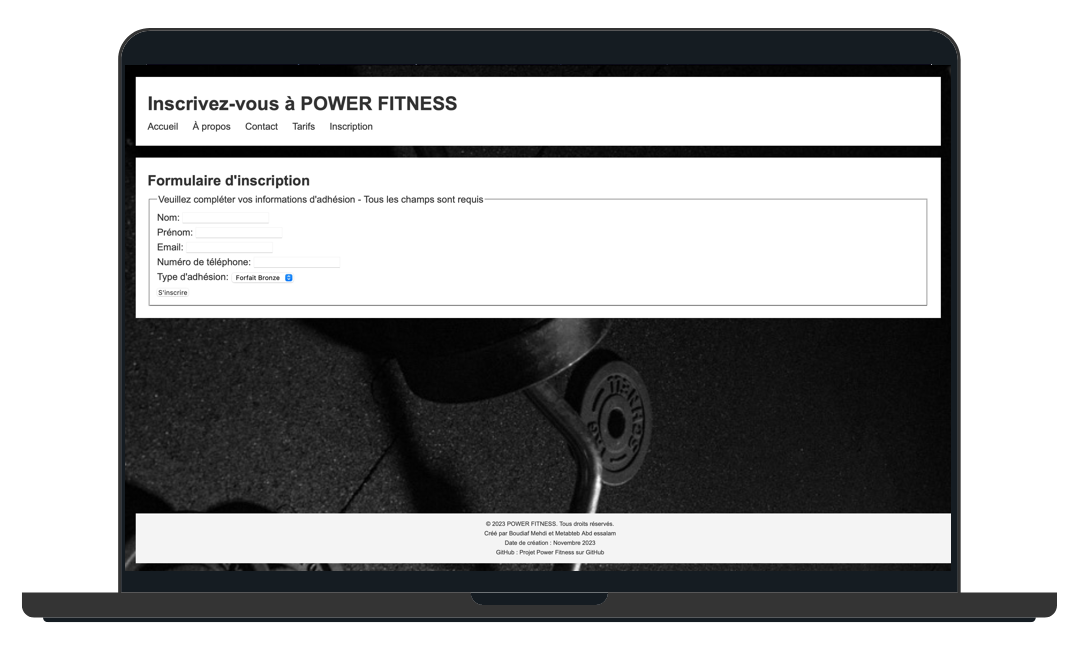 Inscrivez-vous à POWER FITNESS
Accueil À propos Contact Tarifs Inscription
Formulaire d'inscription
Veuillez compléter vos informations d'adhésion - Tous les champs sont requis
Nom:
Prénom:
Email:
Numéro de téléphone:
Type d'adhésion: Forfait Bronze
S'inscrire
© 2023 POWER FITNESS. Tous droits réservés.
Créé par Boudiaf Mehdi et Metabteb Abd essalam
Date de création : Novembre 2023
GitHub : Projet Power Fitness sur GitHub